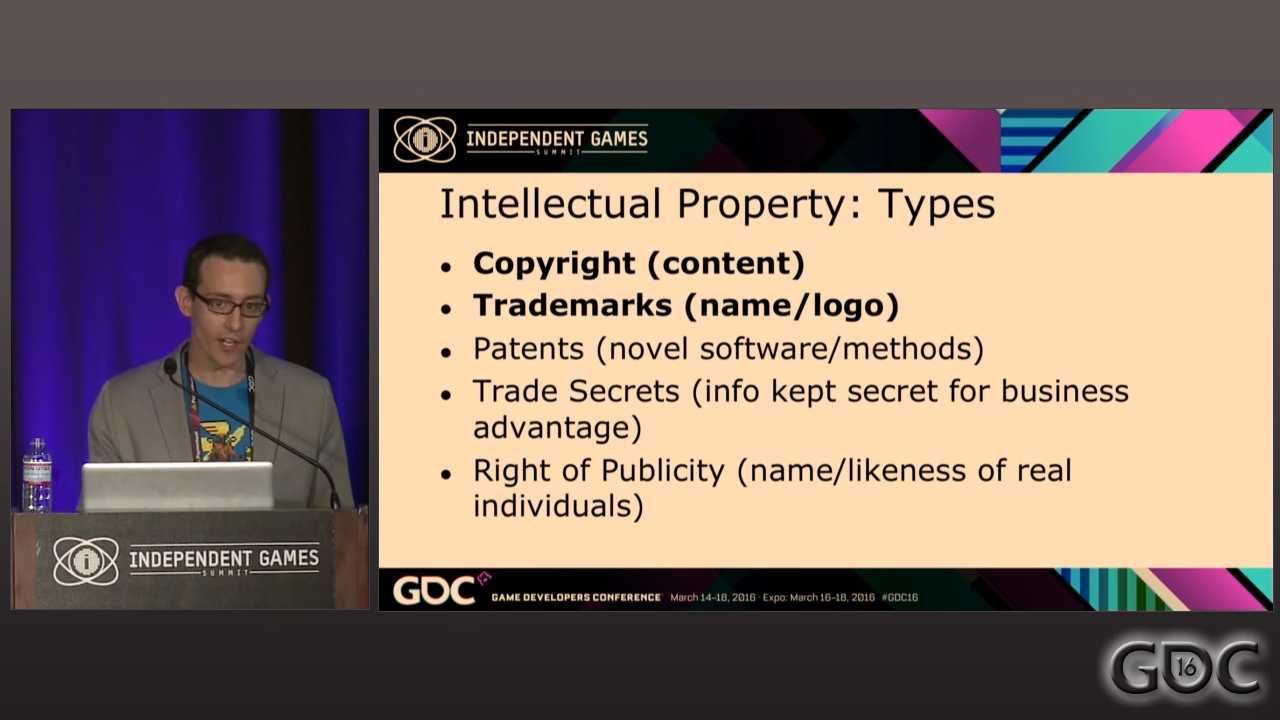 INDEPENDENT GAMES
SUMMIT
Intellectual Property: Types
• Copyright (content)
• Trademarks (name/logo)
• Patents (novel software/methods)
• Trade Secrets (info kept secret for business
advantage)
• Right of Publicity (name/likeness of real
individuals)
GDC
INDEPENDENT GAMES
SUMMIT
GDC
GAME DEVELOPERS CONFERENCE March 14–18, 2016 · Expo: March 16–18, 2016 #GDC16
GDC
16